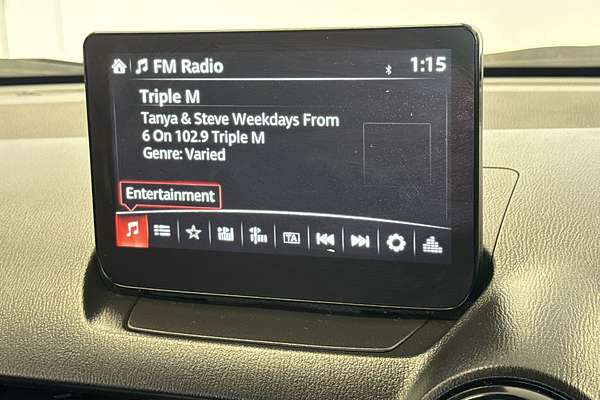 FM Radio
1:15
Triple M
Tanya & Steve Weekdays From
6 On 102.9 Triple M
Genre: Varied
Entertainment
TA